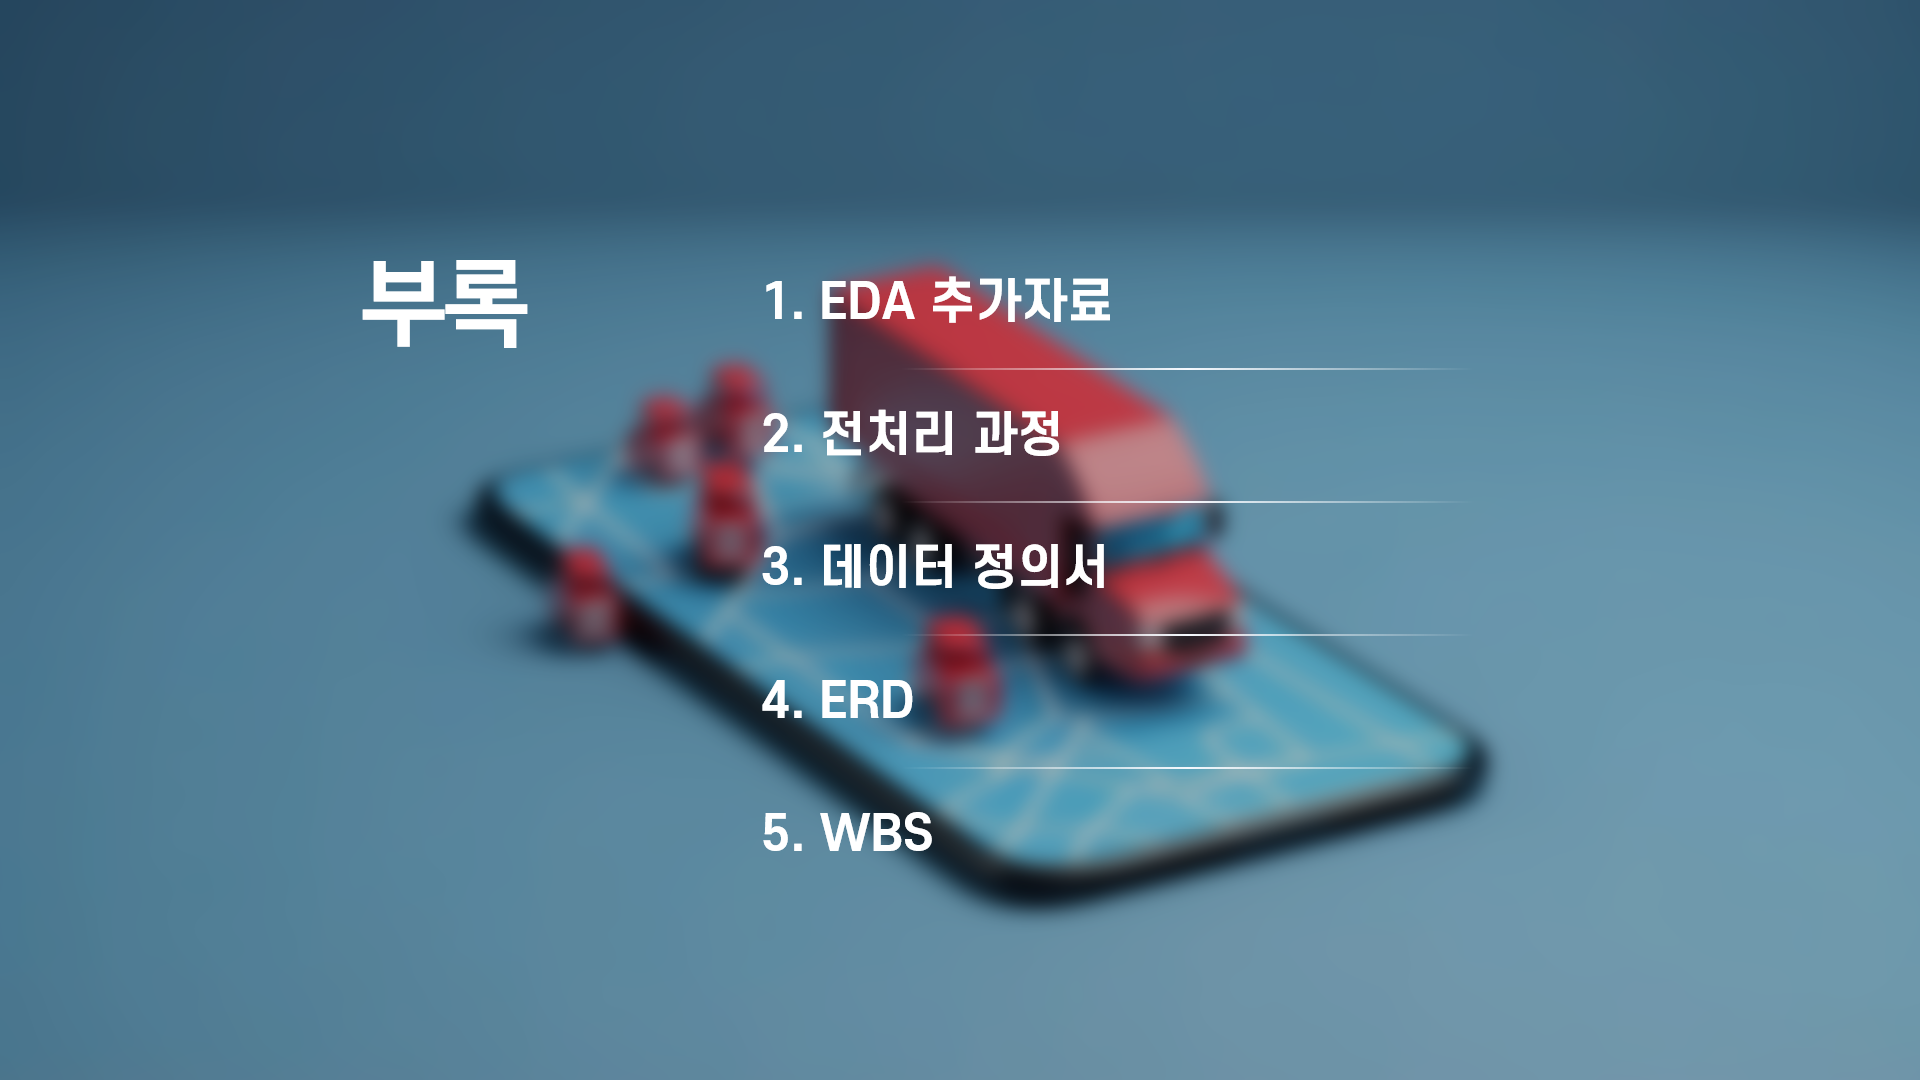 부록
1. EDA 추가자료
2. 전처리 과정
3. 데이터 정의서
4. ERD
5. WBS